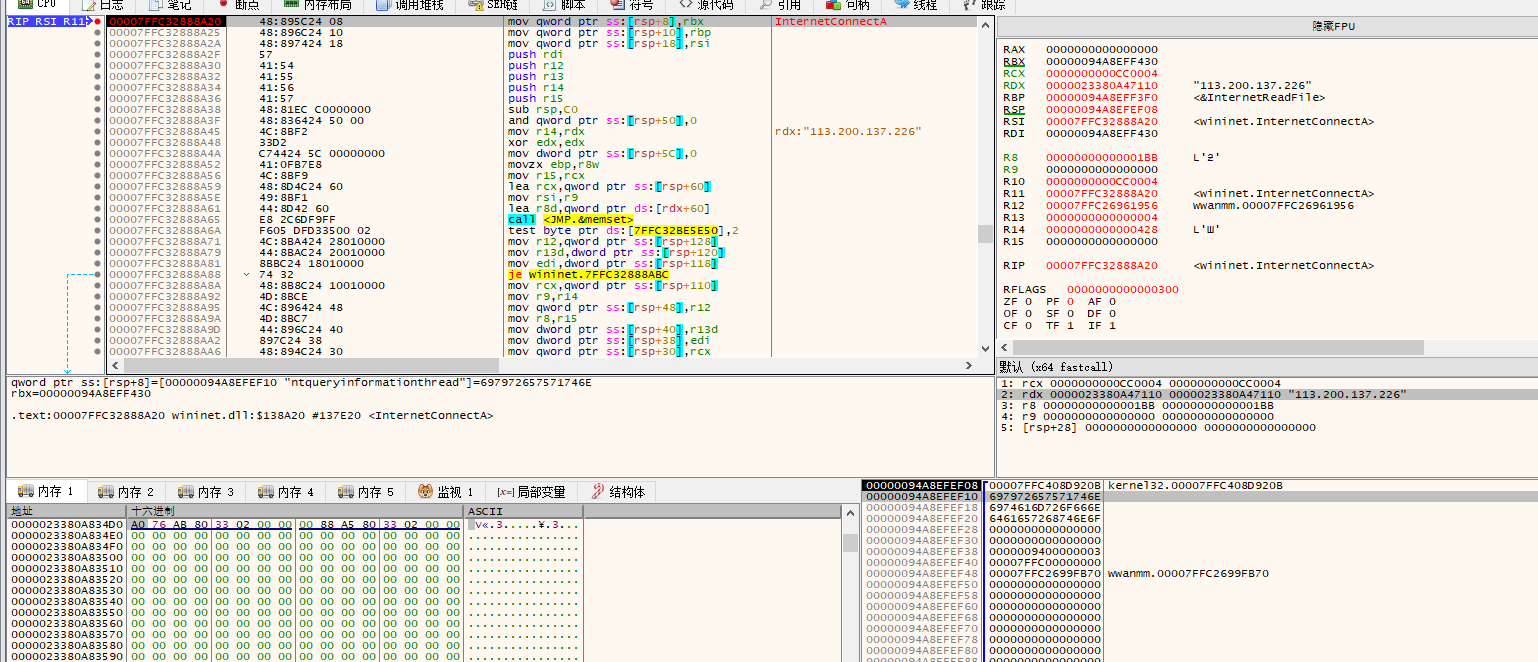 CPU 日志 笔记 断点 内存布局 调用堆栈 SEH链 脚本 符号 源代码 引用 句柄 线程 跟踪
RIP RSI R11 00007FFC32888A20 48:895C24 08 mov qword ptr ss:[rsp+8],rbx InternetConnectA
00007FFC32888A25 48:896C24 10 mov qword ptr ss:[rsp+10],rbp
00007FFC32888A2A 48:897424 18 mov qword ptr ss:[rsp+18],rsi
00007FFC32888A2F 57 push rdi
00007FFC32888A30 41:54 push r12
00007FFC32888A32 41:55 push r13
00007FFC32888A34 41:56 push r14
00007FFC32888A36 41:57 push r15
00007FFC32888A38 48:81EC C0000000 sub rsp,C0
00007FFC32888A3F 48:836424 50 00 and qword ptr ss:[rsp+50],0
00007FFC32888A45 4C:8BF2 mov r14,rdx rdx:"113.200.137.226"
00007FFC32888A48 33D2 xor edx,edx
00007FFC32888A4A C74424 5C 00000000 mov dword ptr ss:[rsp+5C],0
00007FFC32888A52 41:0FB7E8 movzx ebp,r8w
00007FFC32888A56 4C:8BF9 mov r15,rcx
00007FFC32888A59 48:8D4C24 60 lea rcx,qword ptr ss:[rsp+60]
00007FFC32888A5E 49:8BF1 mov rsi,r9
00007FFC32888A61 44:8D42 60 lea r8d,qword ptr ds:[rdx+60]
00007FFC32888A65 E8 2C6DF9FF call <JMP.&memset>
00007FFC32888A6A F605 DFD33500 02 test byte ptr ds:[7FFC32BE5E50],2
00007FFC32888A71 4C:8BA424 28010000 mov r12,qword ptr ss:[rsp+128]
00007FFC32888A79 44:8BAC24 20010000 mov r13d,dword ptr ss:[rsp+120]
00007FFC32888A81 8BBC24 18010000 mov edi,dword ptr ss:[rsp+118]
00007FFC32888A88 74 32 je wininet.7FFC32888ABC
00007FFC32888A8A 48:8B8C24 10010000 mov rcx,qword ptr ss:[rsp+110]
00007FFC32888A92 4D:8BCE mov r9,r14
00007FFC32888A95 4C:896424 48 mov qword ptr ss:[rsp+48],r12
00007FFC32888A9A 4D:8BC7 mov r8,r15
00007FFC32888A9D 44:896C24 40 mov dword ptr ss:[rsp+40],r13d
00007FFC32888AA2 897C24 38 mov dword ptr ss:[rsp+38],edi
00007FFC32888AA6 48:894C24 30 mov qword ptr ss:[rsp+30],rcx
隐藏FPU
RAX 0000000000000000
RBX 00000094A8EFF430
RCX 0000000000CC0004
RDX 0000023380A47110 "113.200.137.226"
RBP 00000094A8EFF3F0 <&InternetReadFile>
RSP 00000094A8EFEF08
RSI 00007FFC32888A20 <wininet.InternetConnectA>
RDI 00000094A8EFF430
R8 00000000000001BB L'ƻ'
R9 0000000000000000
R10 0000000000CC0004
R11 00007FFC32888A20 <wininet.InternetConnectA>
R12 00007FFC26961956 wwanmm.00007FFC26961956
R13 0000000000000004
R14 0000000000000428 L'Ш'
R15 0000000000000000
RIP 00007FFC32888A20 <wininet.InternetConnectA>
RFLAGS 0000000000000300
ZF 0 PF 0 AF 0
OF 0 SF 0 DF 0
CF 0 TF 1 IF 1
默认 (x64 fastcall)
1: rcx 0000000000CC0004 0000000000CC0004
2: rdx 0000023380A47110 0000023380A47110 "113.200.137.226"
3: r8 00000000000001BB 00000000000001BB
4: r9 0000000000000000 0000000000000000
5: [rsp+28] 0000000000000000 0000000000000000
qword ptr ss:[rsp+8]=[00000094A8EFEF10 "ntqueryinformationthread"]=697972657571746E
rbx=00000094A8EFF430
.text:00007FFC32888A20 wininet.dll:$138A20 #137E20 <InternetConnectA>
内存 1 内存 2 内存 3 内存 4 内存 5 监视 1 [x=] 局部变量 结构体
地址 十六进制 ASCII
0000023380A834D0 A0 76 AB 80 33 02 00 00 00 88 A5 80 33 02 00 00  v«.3.....¥.3...
0000023380A834E0 00 00 00 00 00 00 00 00 00 00 00 00 00 00 00 00 ................
0000023380A834F0 00 00 00 00 00 00 00 00 00 00 00 00 00 00 00 00 ................
0000023380A83500 00 00 00 00 00 00 00 00 00 00 00 00 00 00 00 00 ................
0000023380A83510 00 00 00 00 00 00 00 00 00 00 00 00 00 00 00 00 ................
0000023380A83520 00 00 00 00 00 00 00 00 00 00 00 00 00 00 00 00 ................
0000023380A83530 00 00 00 00 00 00 00 00 00 00 00 00 00 00 00 00 ................
0000023380A83540 00 00 00 00 00 00 00 00 00 00 00 00 00 00 00 00 ................
0000023380A83550 00 00 00 00 00 00 00 00 00 00 00 00 00 00 00 00 ................
0000023380A83560 00 00 00 00 00 00 00 00 00 00 00 00 00 00 00 00 ................
0000023380A83570 00 00 00 00 00 00 00 00 00 00 00 00 00 00 00 00 ................
0000023380A83580 00 00 00 00 00 00 00 00 00 00 00 00 00 00 00 00 ................
0000023380A83590 00 00 00 00 00 00 00 00 00 00 00 00 00 00 00 00 ................
00000094A8EFEF08 00007FFC408D920B kernel32.00007FFC408D920B
00000094A8EFEF10 697972657571746E
00000094A8EFEF18 6974616D726F666E
00000094A8EFEF20 6461657268746E6F
00000094A8EFEF28 0000000000000000
00000094A8EFEF30 0000000000000000
00000094A8EFEF38 0000009400000003
00000094A8EFEF40 00007FFC00000000
00000094A8EFEF48 00007FFC2699FB70 wwanmm.00007FFC2699FB70
00000094A8EFEF50 0000000000000000
00000094A8EFEF58 0000000000000000
00000094A8EFEF60 0000000000000000
00000094A8EFEF68 0000000000000000
00000094A8EFEF70 0000000000000000
00000094A8EFEF78 0000000000000000
00000094A8EFEF80 0000000000000000